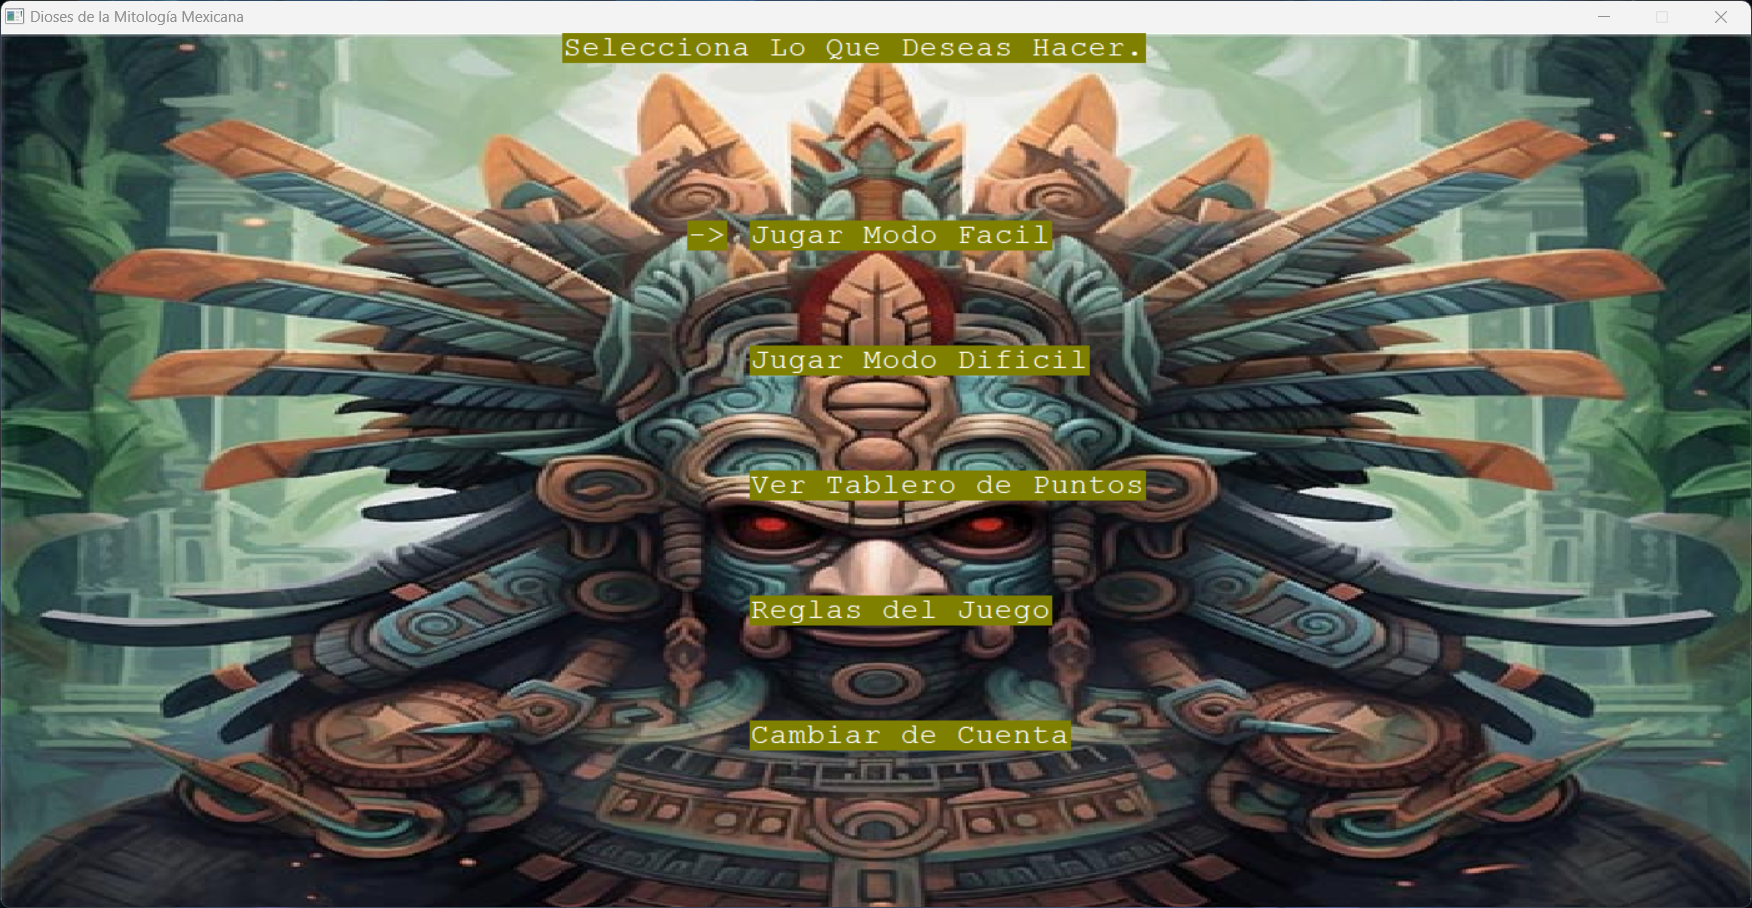 Dioses de la Mitología Mexicana
Selecciona Lo Que Deseas Hacer.
-> Jugar Modo Facil
Jugar Modo Dificil
Ver Tablero de Puntos
Reglas del Juego
Cambiar de Cuenta